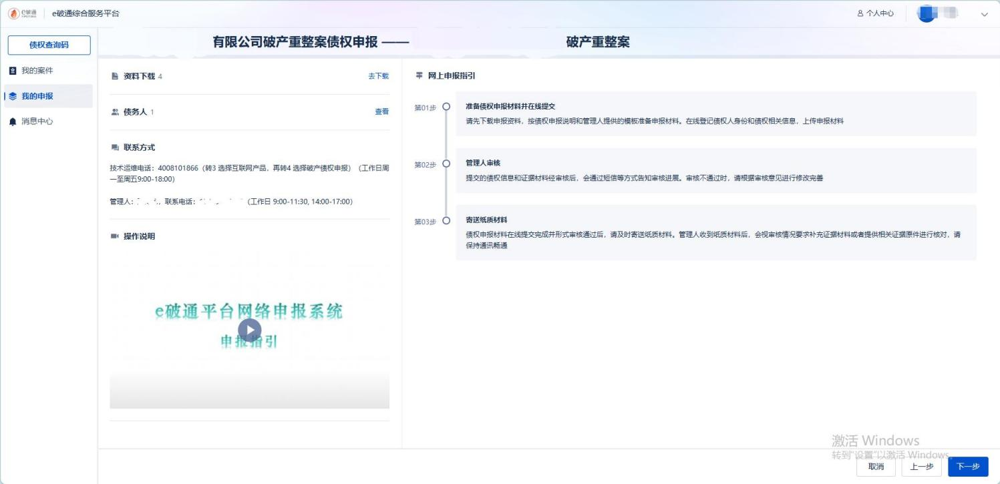 e破通
e破通综合服务平台
个人中心
债权查询码
我的案件
我的申报
消息中心
有限公司破产重整案债权申报 —— 破产重整案
资料下载 4
去下载
债务人 1
查看
联系方式
技术运维电话：4008101866（转3 选择互联网产品，再转4 选择破产债权申报）（工作日周
一至周五9:00-18:00）
管理人： ，联系电话： （工作日 9:00-11:30, 14:00-17:00）
操作说明
e破通平台网络申报系统
申报指引
网上申报指引
第01步
准备债权申报材料并在线提交
请先下载申报资料，按债权申报说明和管理人提供的模板准备申报材料。在线登记债权人身份和债权相关信息，上传申报材料
第02步
管理人审核
提交的债权信息和证据材料经审核后，会通过短信等方式告知审核进展。审核不通过时，请根据审核意见进行修改完善
第03步
寄送纸质材料
债权申报材料在线提交完成并形式审核通过后，请及时寄送纸质材料。管理人收到纸质材料后，会视审核情况要求补充证据材料或者提供相关证据原件进行核对，请
保持通讯畅通
激活 Windows
转到"设置"以激活 Windows。
取消
上一步
下一步